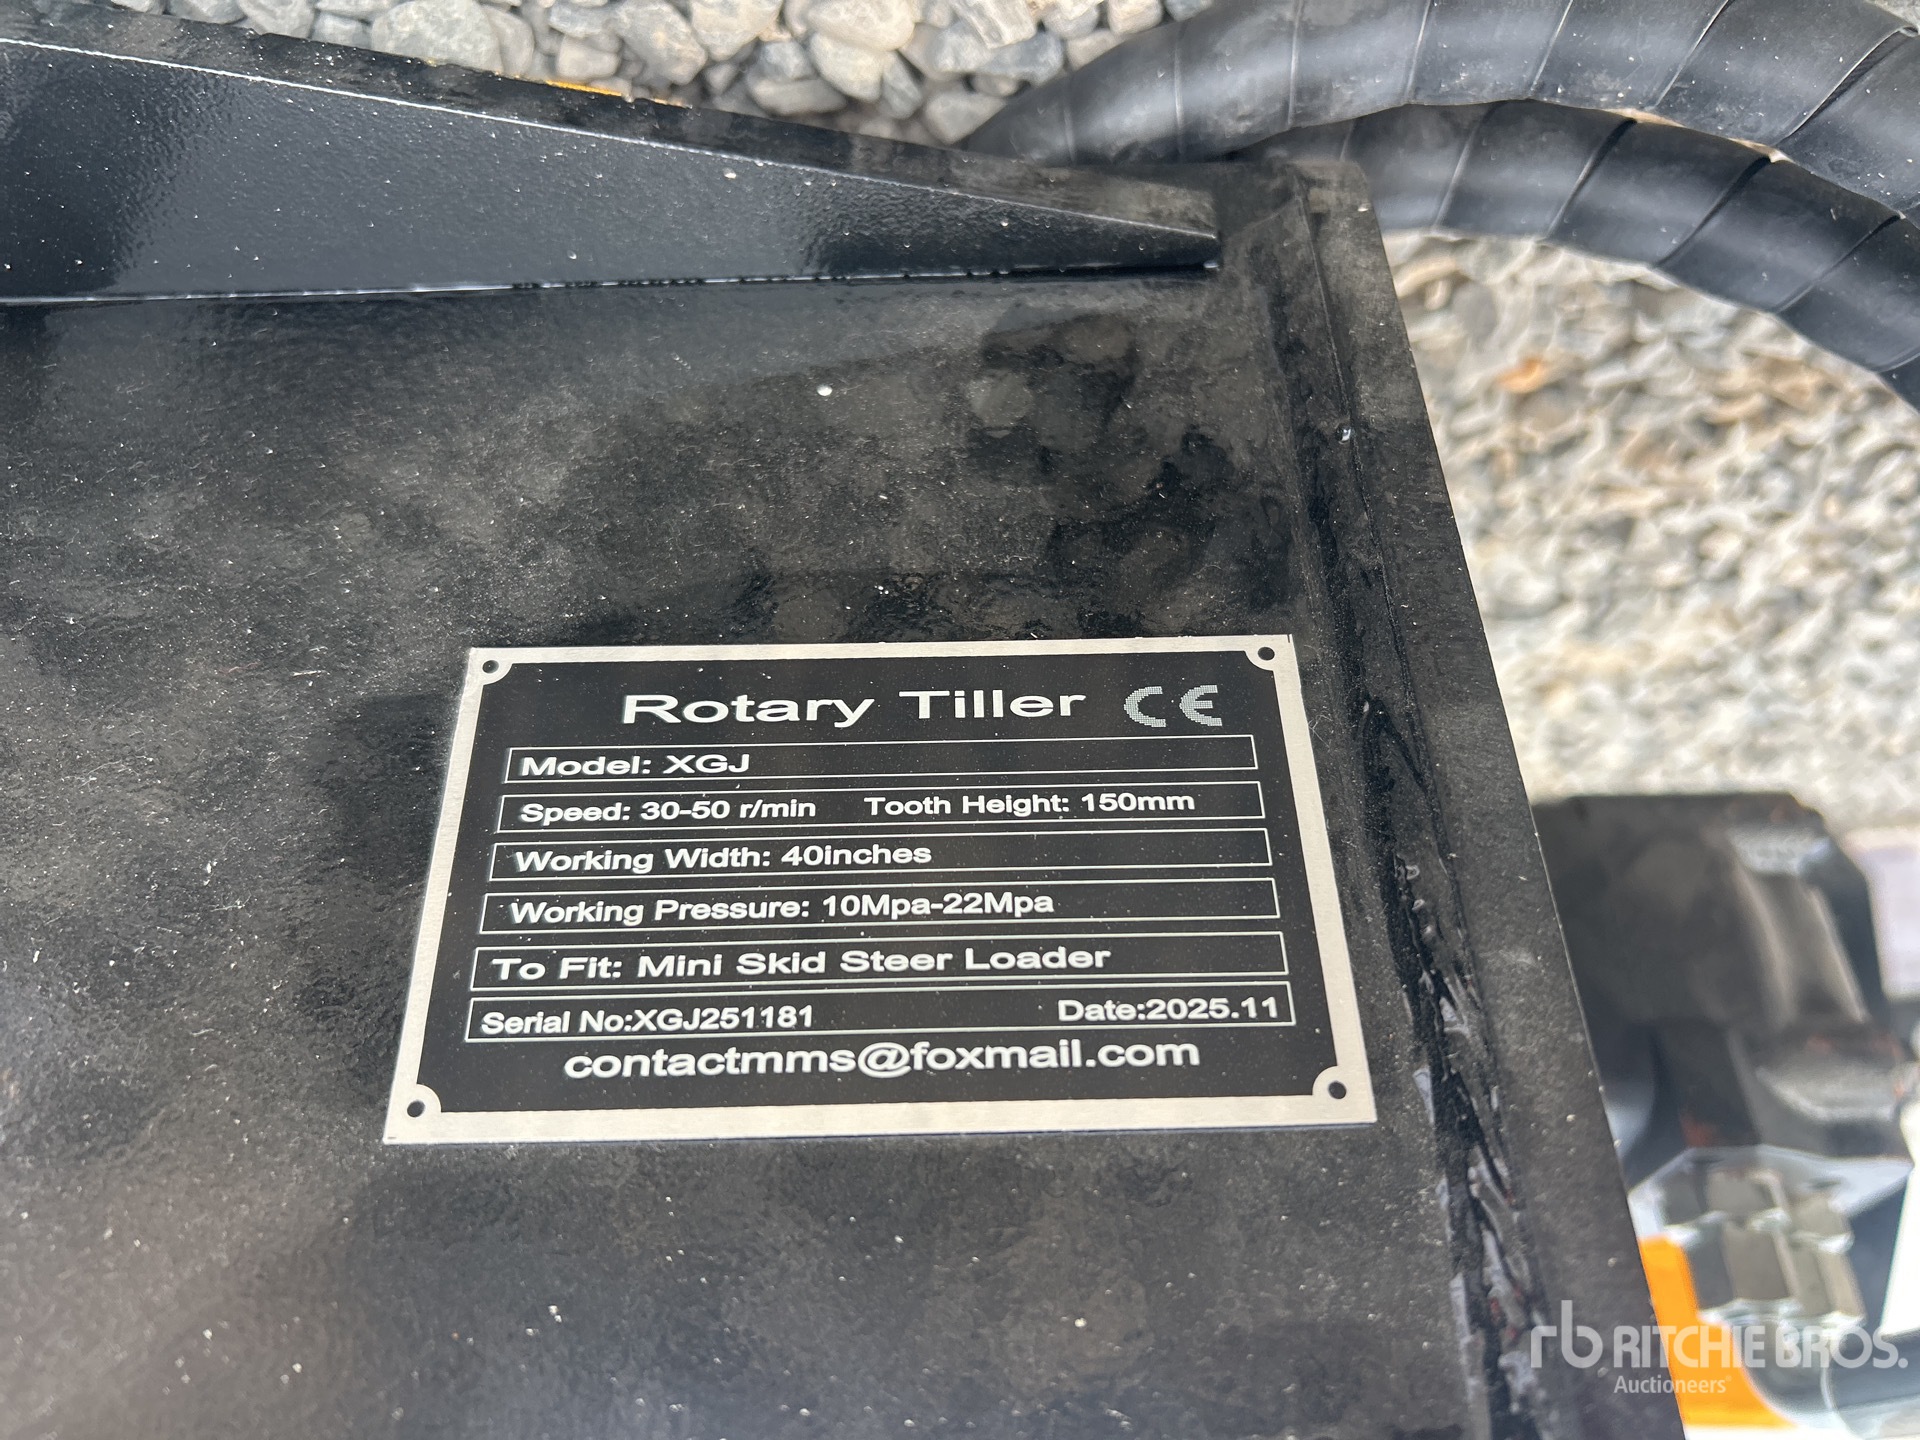 Rotary Tiller CE
Model: XGJ
Speed: 30-50 r/min Tooth Height: 150mm
Working Width: 40inches
Working Pressure: 10Mpa-22Mpa
To Fit: Mini Skid Steer Loader
Serial No:XGJ251181 Date:2025.11
contactmms@foxmail.com
rb RITCHIE BROS.
Auctioneers